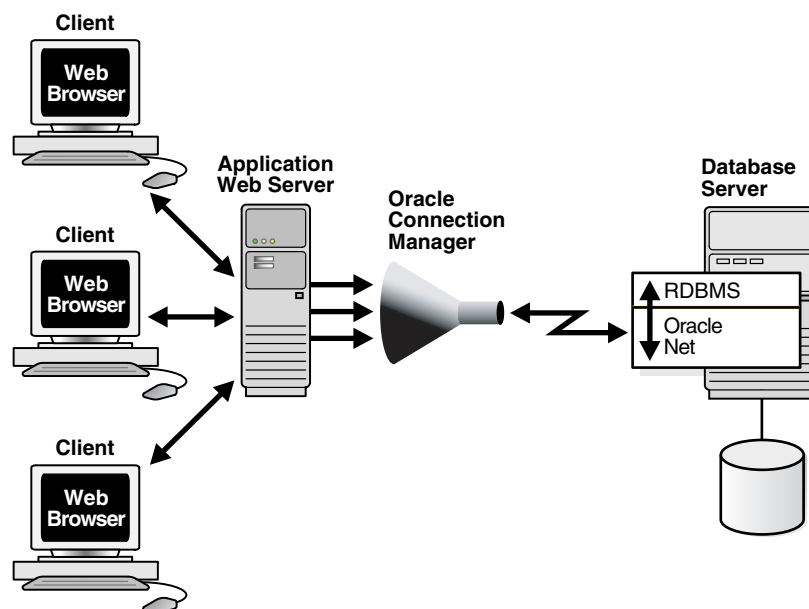 Client
Web
Browser
Application
Web Server
Database
Server
Oracle
Connection
Manager
Client
Web
Browser
RDBMS
Oracle
Net
Client
Web
Browser